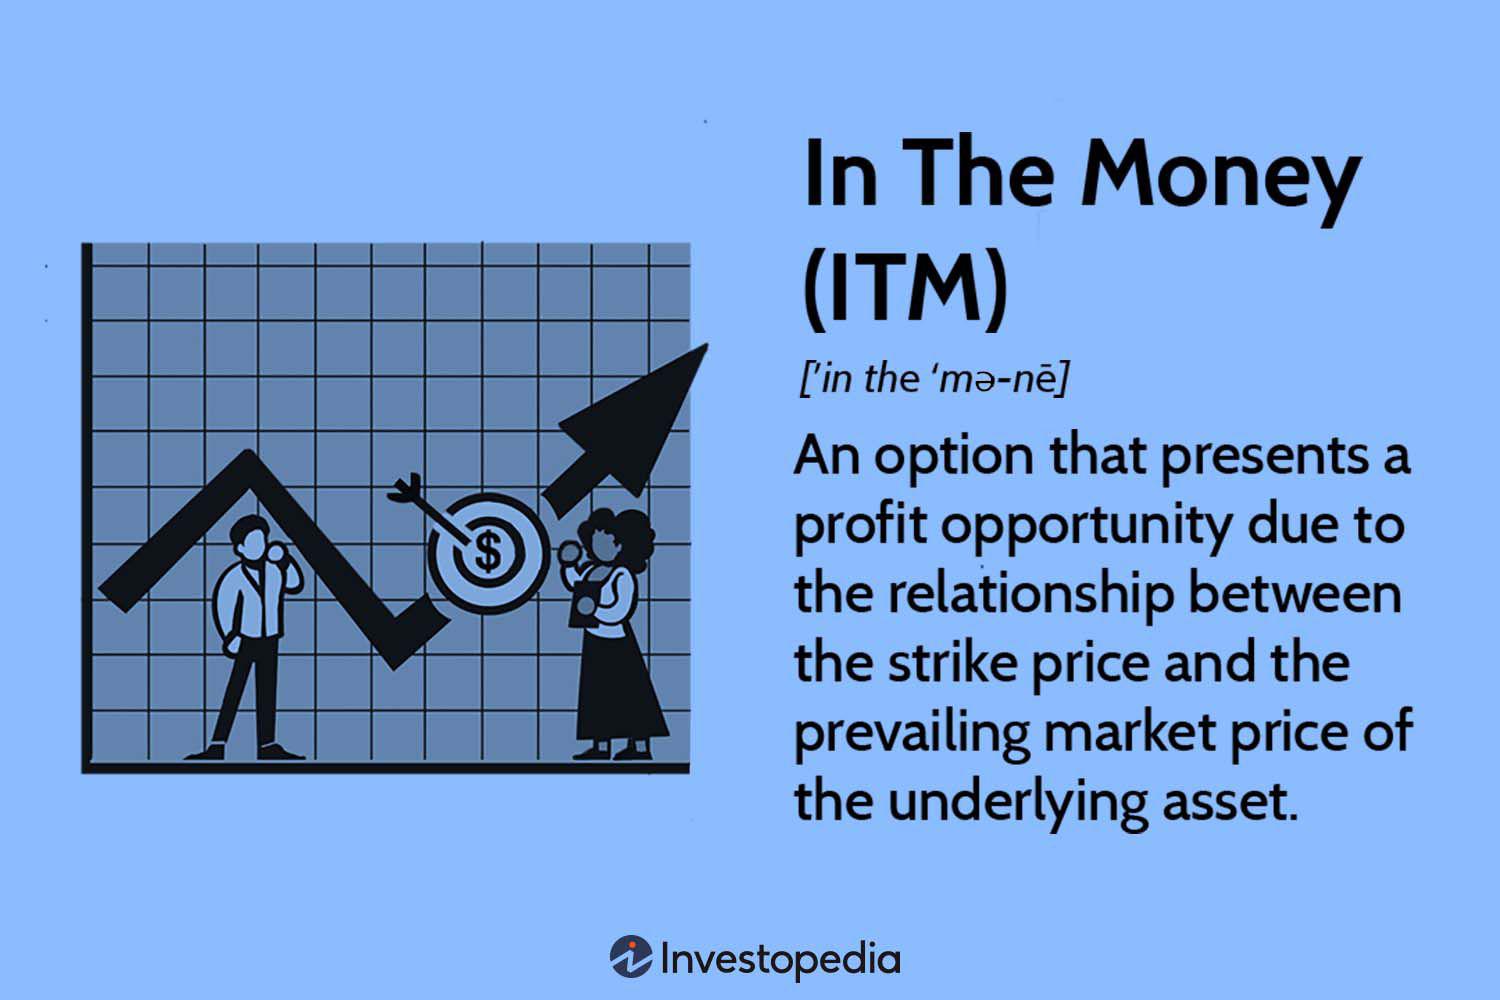 In The Money
(ITM)
[ʹin the ‘mə-nē]
An option that presents a
profit opportunity due to
the relationship between
the strike price and the
prevailing market price of
the underlying asset.
$
Investopedia